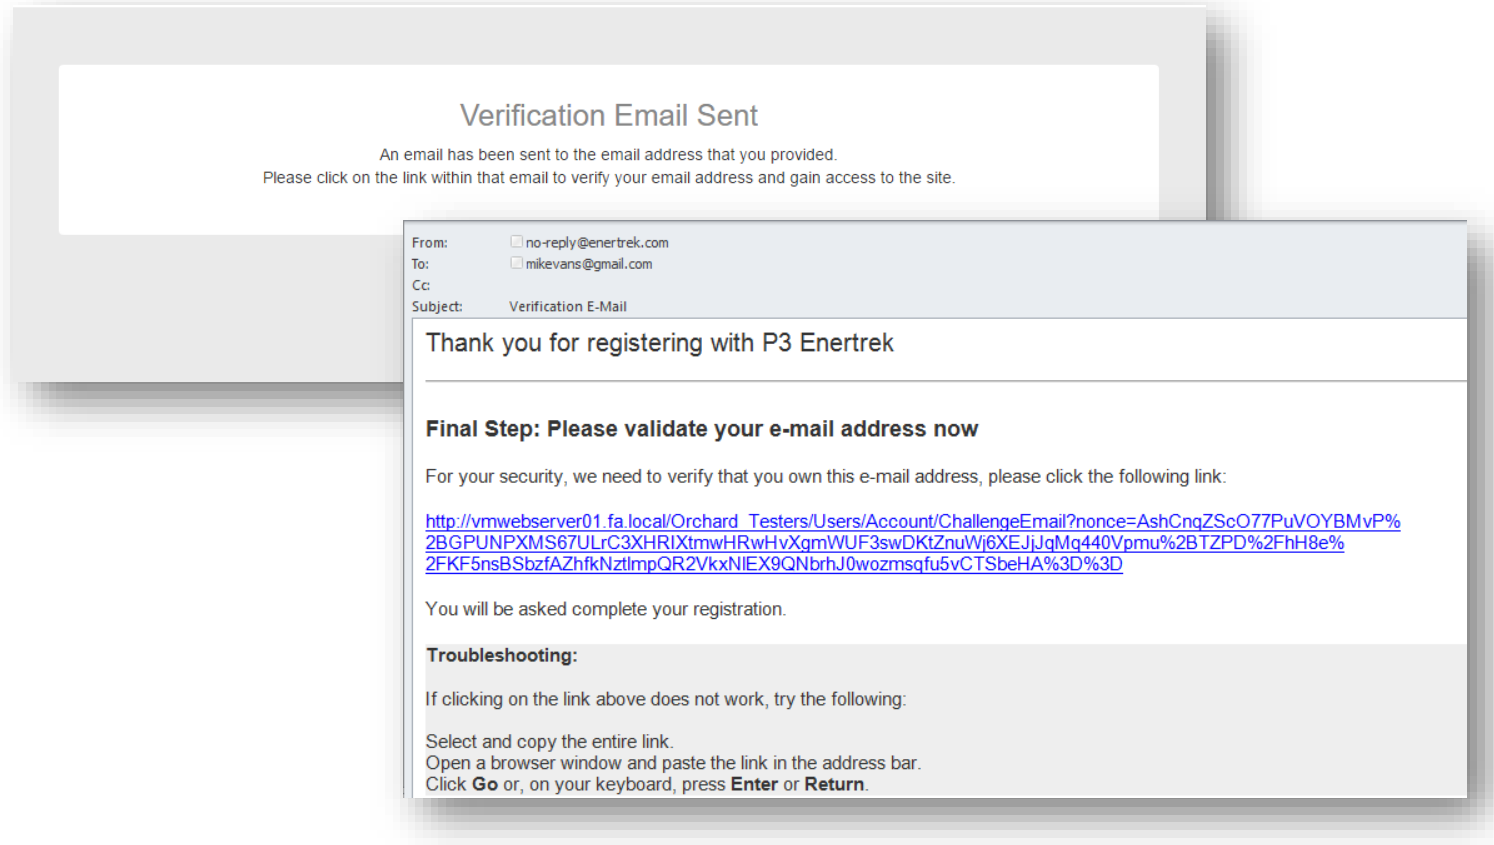 Verification Email Sent
An email has been sent to the email address that you provided.
Please click on the link within that email to verify your email address and gain access to the site.
From: no-reply@enertrek.com
To: mikevans@gmail.com
Cc:
Subject: Verification E-Mail
Thank you for registering with P3 Enertrek
Final Step: Please validate your e-mail address now
For your security, we need to verify that you own this e-mail address, please click the following link:
http://vmwebserver01.fa.local/Orchard_Testers/Users/Account/ChallengeEmail?nonce=AshCnqZScO77PuVOYBMvP%
2BGPUNPXMS67ULrC3XHRIXtmwHRwHvXgmWUF3swDKtZnuWj6XEJjJqMq440Vpmu%2BTZPD%2FhH8e%
2FKF5nsBSbzfAZhfkNztlmpQR2VkxNlEX9QNbrhJ0wozmsqfu5vCTSbeHA%3D%3D
You will be asked complete your registration.
Troubleshooting:
If clicking on the link above does not work, try the following:
Select and copy the entire link.
Open a browser window and paste the link in the address bar.
Click Go or, on your keyboard, press Enter or Return.